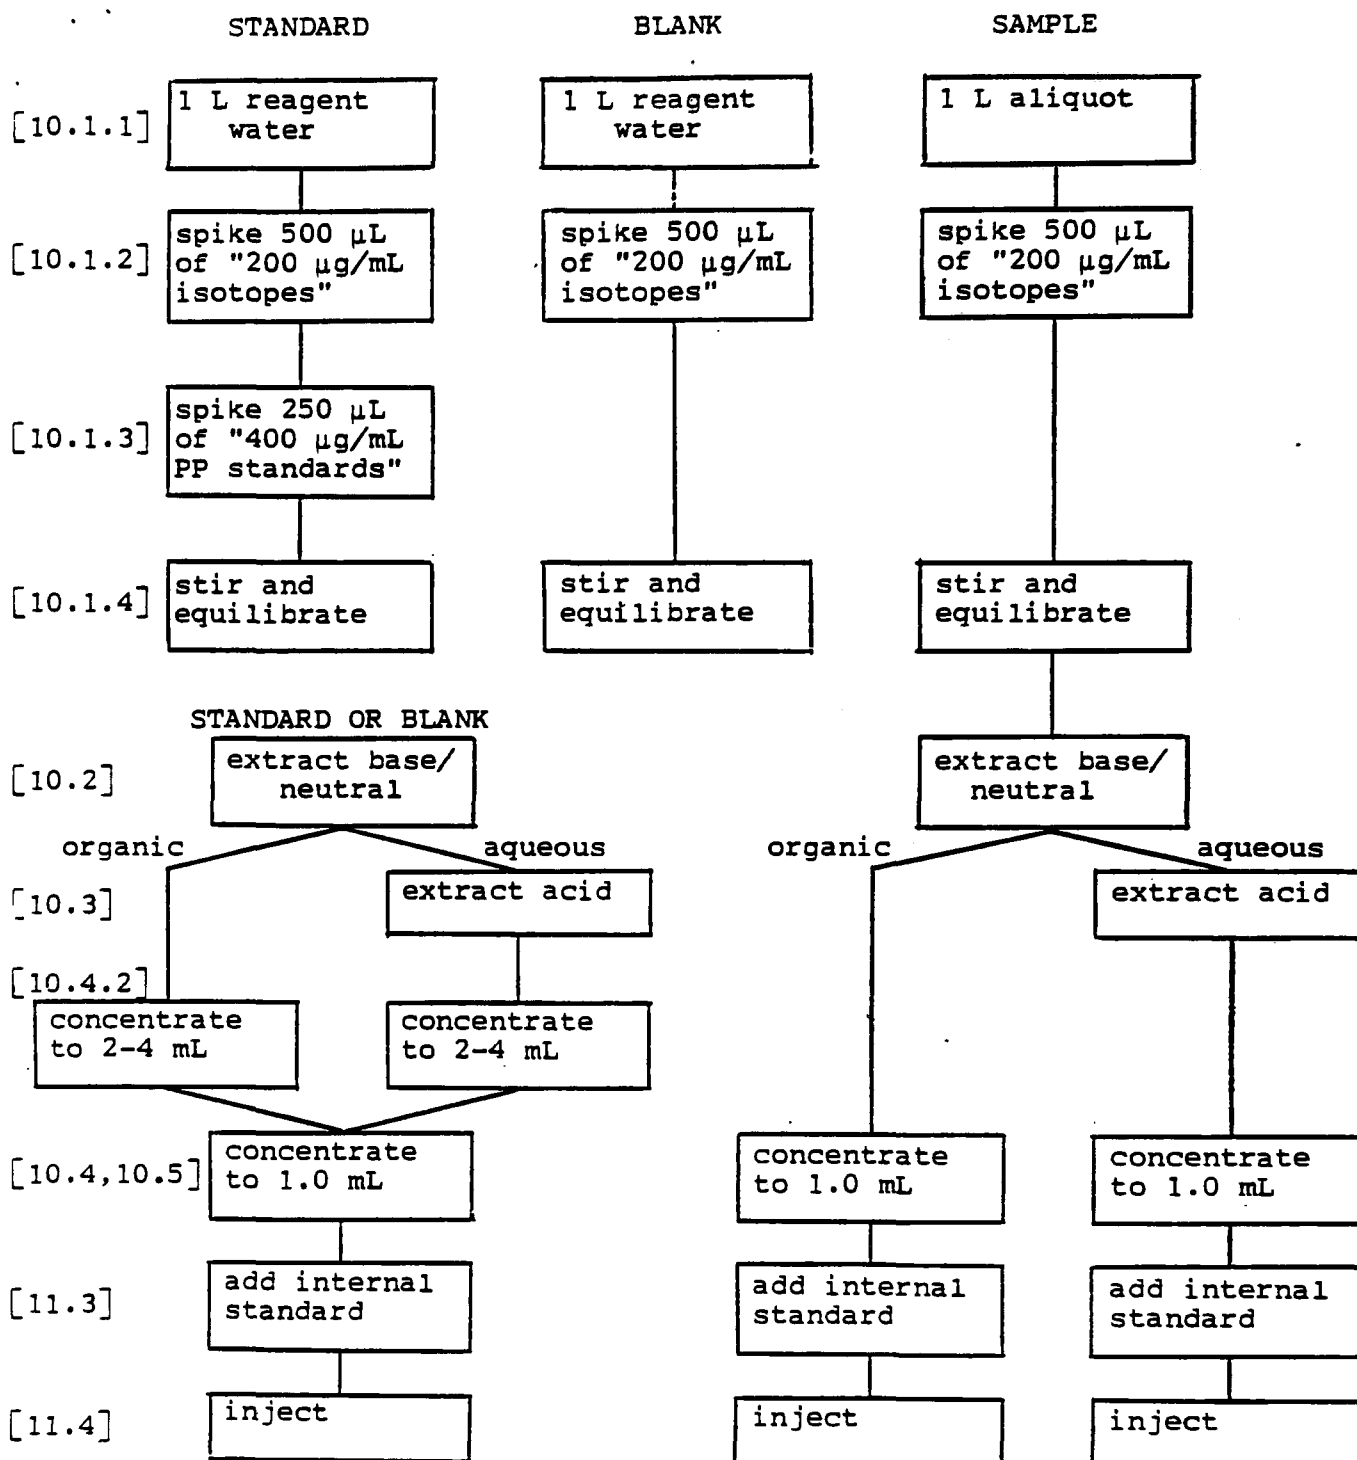 STANDARD BLANK SAMPLE
[10.1.1]
1 L reagent
water
1 L reagent
water
1 L aliquot
[10.1.2]
spike 500 µL
of "200 µg/mL
isotopes"
spike 500 µL
of "200 µg/mL
isotopes"
spike 500 µL
of "200 µg/mL
isotopes"
[10.1.3]
spike 250 µL
of "400 µg/mL
PP standards"
[10.1.4]
stir and
equilibrate
stir and
equilibrate
stir and
equilibrate
STANDARD OR BLANK
[10.2]
extract base/
neutral
extract base/
neutral
organic aqueous organic aqueous
[10.3]
extract acid
extract acid
[10.4.2]
concentrate
to 2-4 mL
concentrate
to 2-4 mL
[10.4,10.5]
concentrate
to 1.0 mL
concentrate
to 1.0 mL
concentrate
to 1.0 mL
[11.3]
add internal
standard
add internal
standard
add internal
standard
[11.4]
inject
inject
inject